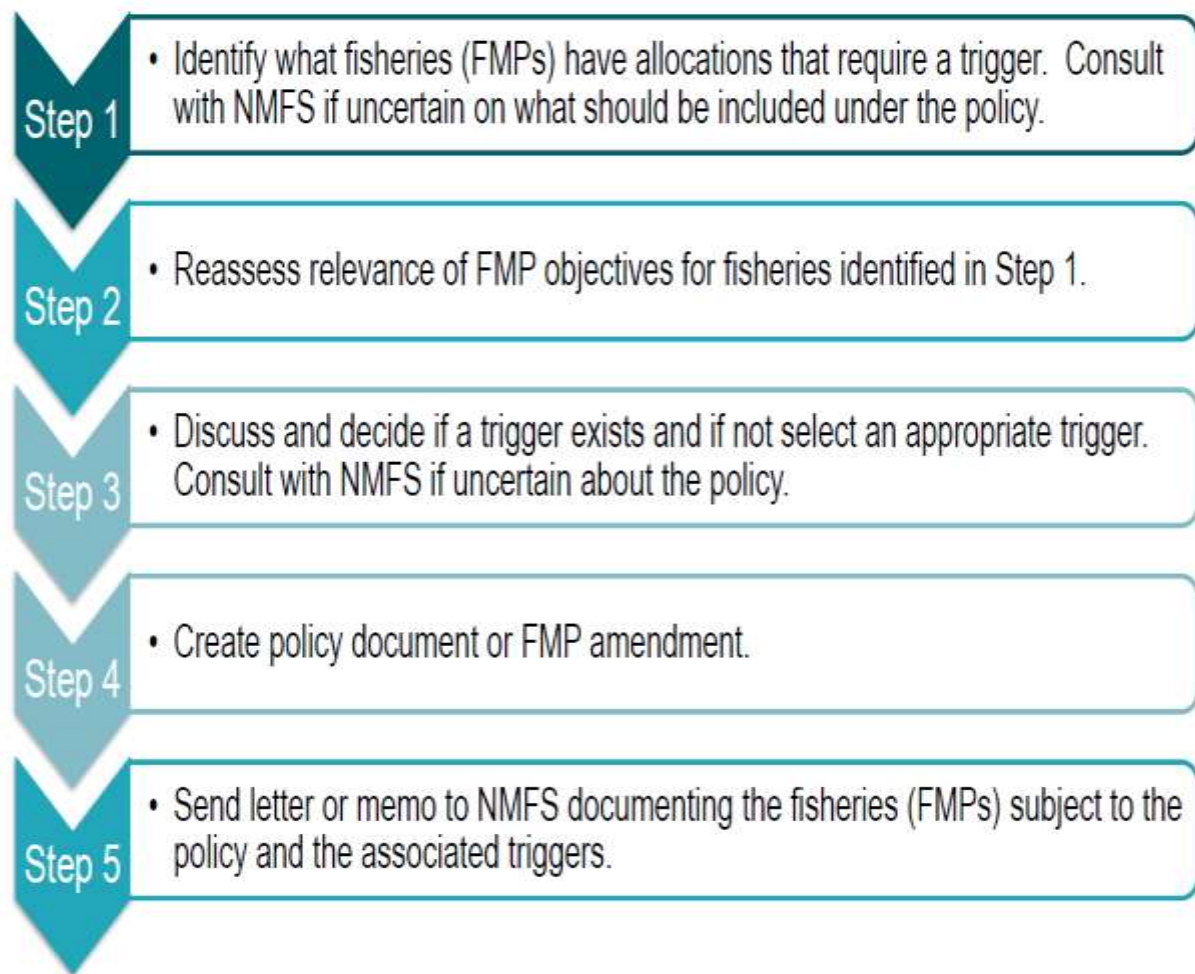 Step 1
• Identify what fisheries (FMPs) have allocations that require a trigger. Consult
with NMFS if uncertain on what should be included under the policy.
Step 2
• Reassess relevance of FMP objectives for fisheries identified in Step 1.
Step 3
• Discuss and decide if a trigger exists and if not select an appropriate trigger.
Consult with NMFS if uncertain about the policy.
Step 4
• Create policy document or FMP amendment.
Step 5
• Send letter or memo to NMFS documenting the fisheries (FMPs) subject to the
policy and the associated triggers.